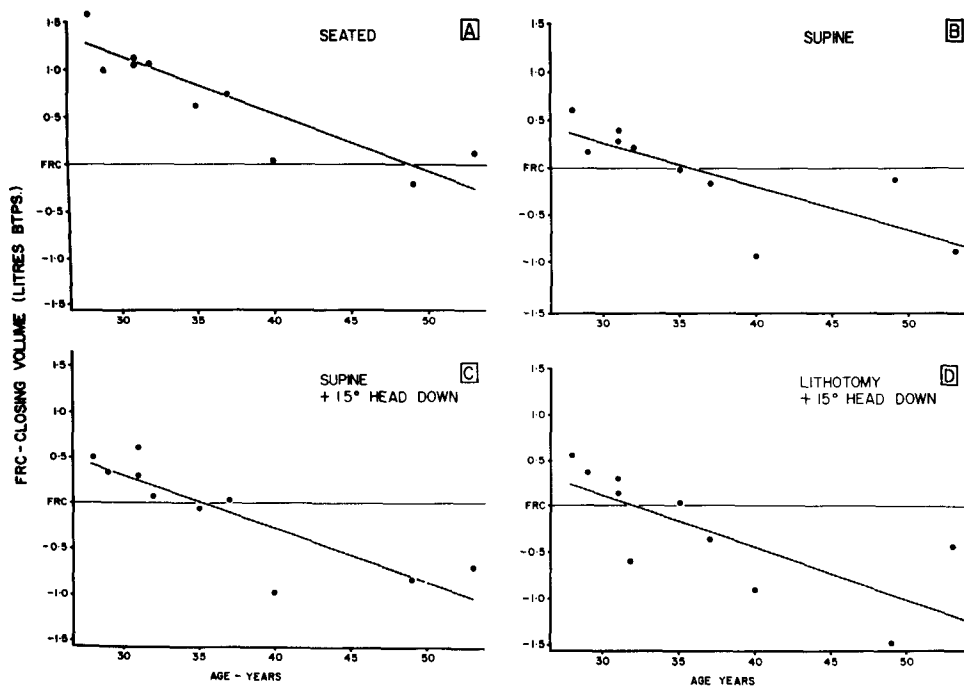 FRC-CLOSING VOLUME (LITRES BTPS.)
SEATED
A
1·5
1·0
0·5
FRC
-0·5
-1·0
-1·5
30 35 40 45 50
SUPINE
B
1·5
1·0
0·5
FRC
-0·5
-1·0
-1·5
30 35 40 45 50
SUPINE
+ 15° HEAD DOWN
C
1·5
1·0
0·5
FRC
-0·5
-1·0
-1·5
30 35 40 45 50
AGE - YEARS
LITHOTOMY
+ 15° HEAD DOWN
D
1·5
1·0
0·5
FRC
-0·5
-1·0
-1·5
30 35 40 45 50
AGE YEARS